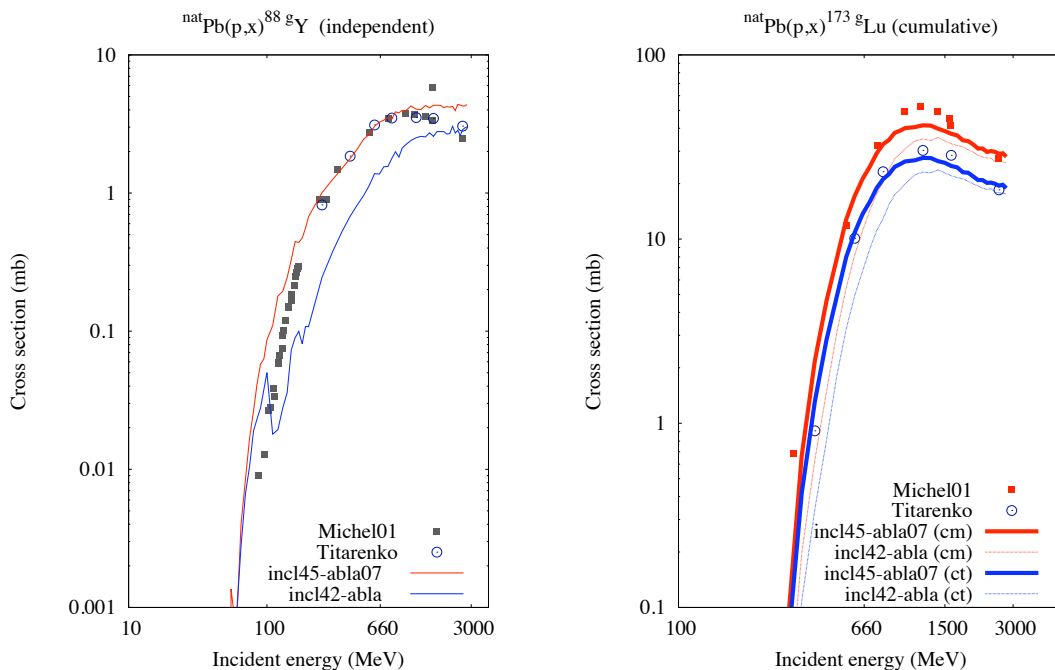 natPb(p,x)88 gY (independent)
10
1
0.1
0.01
0.001
Cross section (mb)
Michel01
Titarenko
incl45-abla07
incl42-abla
10
100
660
3000
Incident energy (MeV)
natPb(p,x)173 gLu (cumulative)
100
10
1
0.1
Cross section (mb)
Michel01
Titarenko
incl45-abla07 (cm)
incl42-abla (cm)
incl45-abla07 (ct)
incl42-abla (ct)
100
660
1500
3000
Incident energy (MeV)